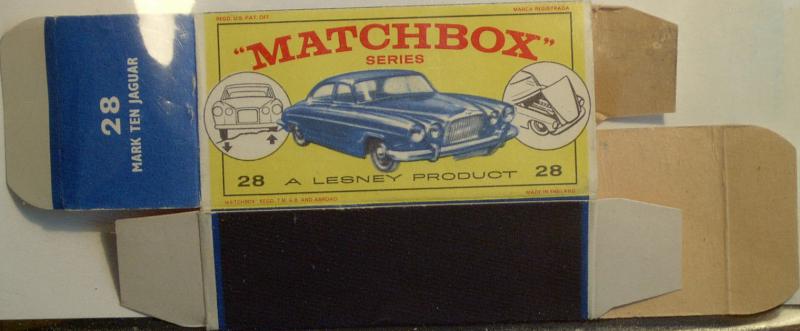 REGD. U.S. PAT. OFF. MARCA REGISTRADA
"MATCHBOX"
SERIES
28 A LESNEY PRODUCT 28
MATCHBOX REGD. T.M. G.B. AND ABROAD MADE IN ENGLAND
28
MARK TEN JAGUAR